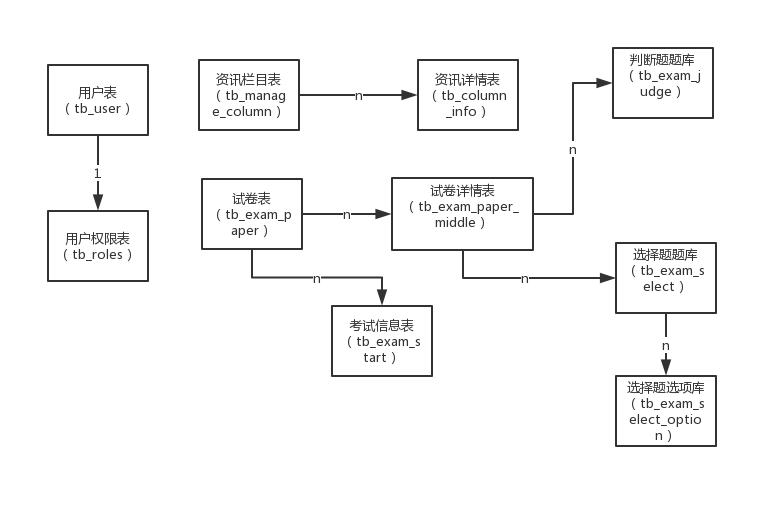 用户表
（tb_user）
1
用户权限表
（tb_roles）
资讯栏目表
（tb_manag
e_column）
n
资讯详情表
（tb_column
_info）
判断题题库
（tb_exam_j
udge）
试卷表
（tb_exam_p
aper）
n
试卷详情表
（tb_exam_paper_
middle）
n
n
考试信息表
（tb_exam_s
tart）
n
选择题题库
（tb_exam_s
elect）
n
选择题选项库
（tb_exam_s
elect_optio
n）